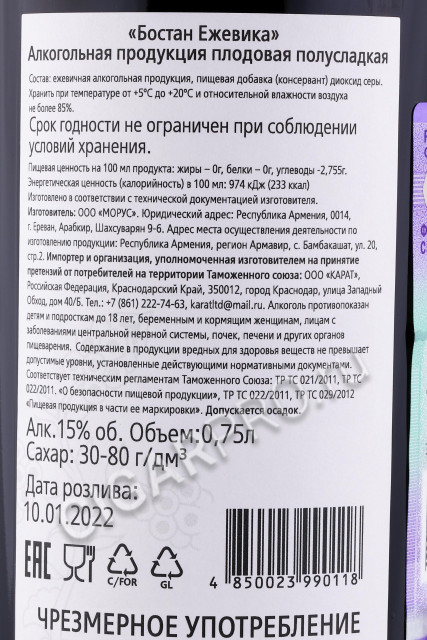 «Бостан Ежевика»
Алкогольная продукция плодовая полусладкая
Состав: ежевичная алкогольная продукция, пищевая добавка (консервант) диоксид серы.
Хранить при температуре от +5°С до +20°С и относительной влажности воздуха
не более 85%.
Срок годности не ограничен при соблюдении
условий хранения.
Пищевая ценность на 100 мл продукта: жиры – 0г, белки – 0г, углеводы -2,755г.
Энергетическая ценность (калорийность) в 100 мл: 974 кДж (233 ккал)
Изготовлено в соответствии с технической документацией изготовителя.
Изготовитель: ООО «МОРУС». Юридический адрес: Республика Армения, 0014,
г. Ереван, Арабкир, Шахсуварян 9-6. Адрес места осуществления деятельности по
изготовлению продукции: Республика Армения, регион Армавир, с. Бамбакашат, ул. 20,
стр.2. Импортер и организация, уполномоченная изготовителем на принятие
претензий от потребителей на территории Таможенного союза: ООО «КАРАТ»,
Российская Федерация, Краснодарский Край, 350012, город Краснодар, улица Западный
Обход, дом 40/Б. Тел.: +7 (861) 222-74-63, karatltd@mail.ru. Алкоголь противопоказан
детям и подросткам до 18 лет, беременным и кормящим женщинам, лицам с
заболеваниями центральной нервной системы, почек, печени и других органов
пищеварения. Содержание в продукции вредных для здоровья веществ не превышает
допустимые уровни, установленные действующими нормативными документами.
Соответствует техническим регламентам Таможенного Союза: ТР ТС 021/2011, ТР ТС
022/2011. «О безопасности пищевой продукции», ТР ТС 022/2011, ТР ТС 029/2012
«Пищевая продукция в части ее маркировки». Допускается осадок.
Алк.15% об. Объем:0,75л
Сахар: 30-80 г/дм³
Дата розлива:
10.01.2022
EAC
C/FOR
GL
4 850023 990118
ЧРЕЗМЕРНОЕ УПОТРЕБЛЕНИЕ
CIGARPRO.RU